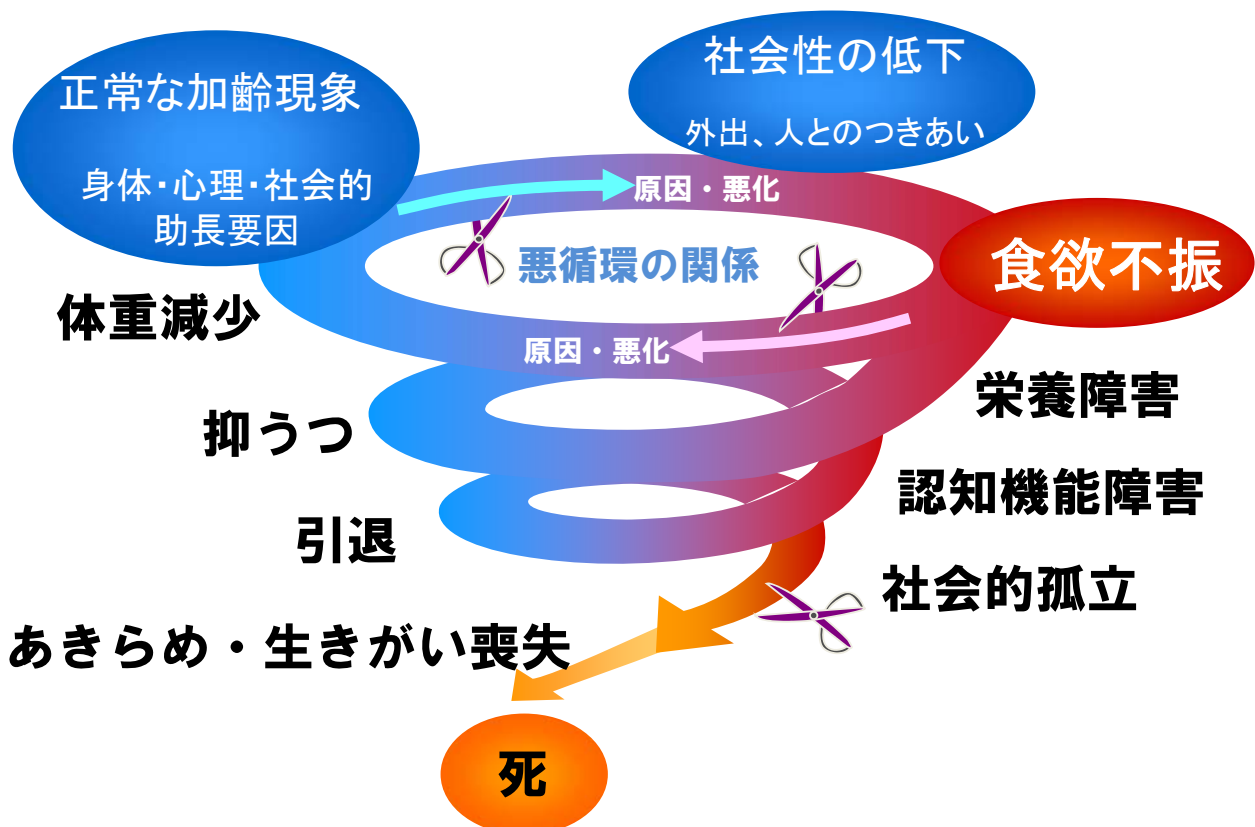 正常な加齢現象
身体・心理・社会的
助長要因
社会性の低下
外出、人とのつきあい
原因・悪化
悪循環の関係
食欲不振
原因・悪化
体重減少
栄養障害
抑うつ
認知機能障害
引退
社会的孤立
あきらめ・生きがい喪失
死